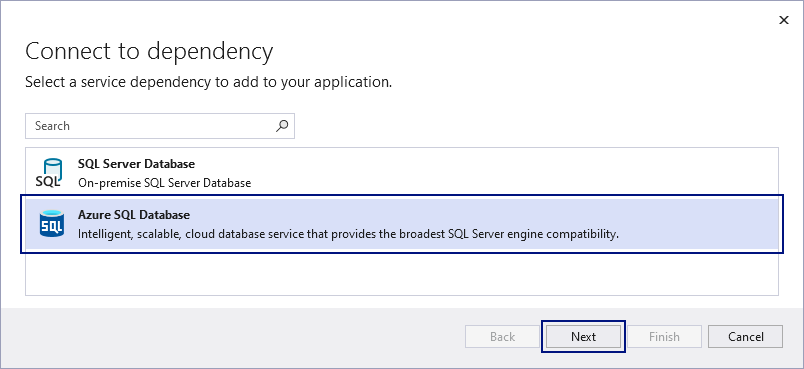 Connect to dependency
Select a service dependency to add to your application.
Search
SQL Server Database
SQL
On-premise SQL Server Database
Azure SQL Database
SQL
Intelligent, scalable, cloud database service that provides the broadest SQL Server engine compatibility.
Back
Next
Finish
Cancel